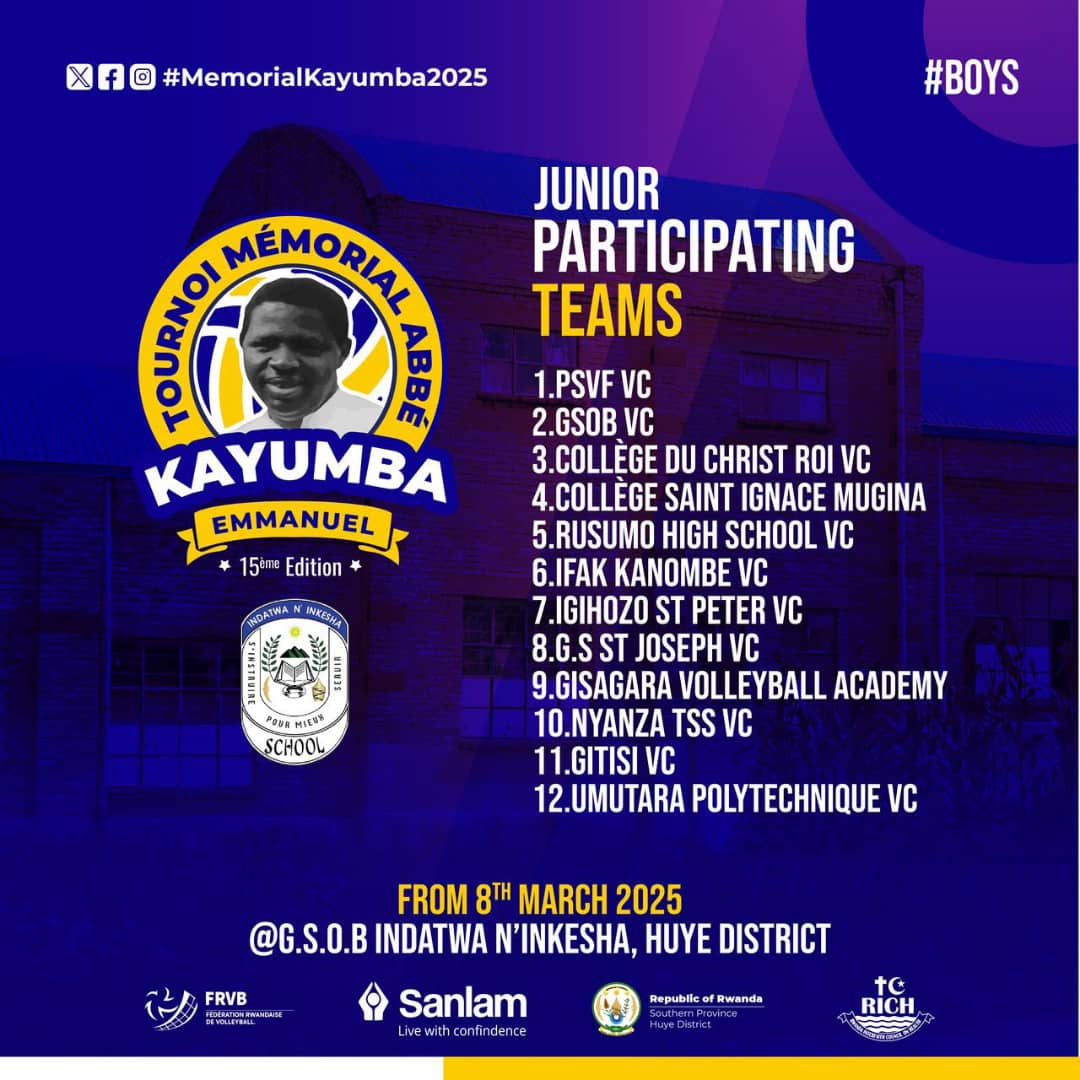 #MemorialKayumba2025
#BOYS
TOURNOI MÉMORIAL ABBÉ
KAYUMBA
EMMANUEL
15ème Edition
INDATWA N' INKESHA
S'INSTRUIRE
POUR MIEUX
SERVIR
SCHOOL
JUNIOR
PARTICIPATING
TEAMS
1.PSVF VC
2.GSOB VC
3.COLLÈGE DU CHRIST ROI VC
4.COLLÈGE SAINT IGNACE MUGINA
5.RUSUMO HIGH SCHOOL VC
6.IFAK KANOMBE VC
7.IGIHOZO ST PETER VC
8.G.S ST JOSEPH VC
9.GISAGARA VOLLEYBALL ACADEMY
10.NYANZA TSS VC
11.GITISI VC
12.UMUTARA POLYTECHNIQUE VC
FROM 8TH MARCH 2025
@G.S.O.B INDATWA N'INKESHA, HUYE DISTRICT
FRVB
FÉDÉRATION RWANDAISE
DE VOLLEYBALL.
Sanlam
Live with confindence
Republic of Rwanda
Southern Province
Huye District
RICH